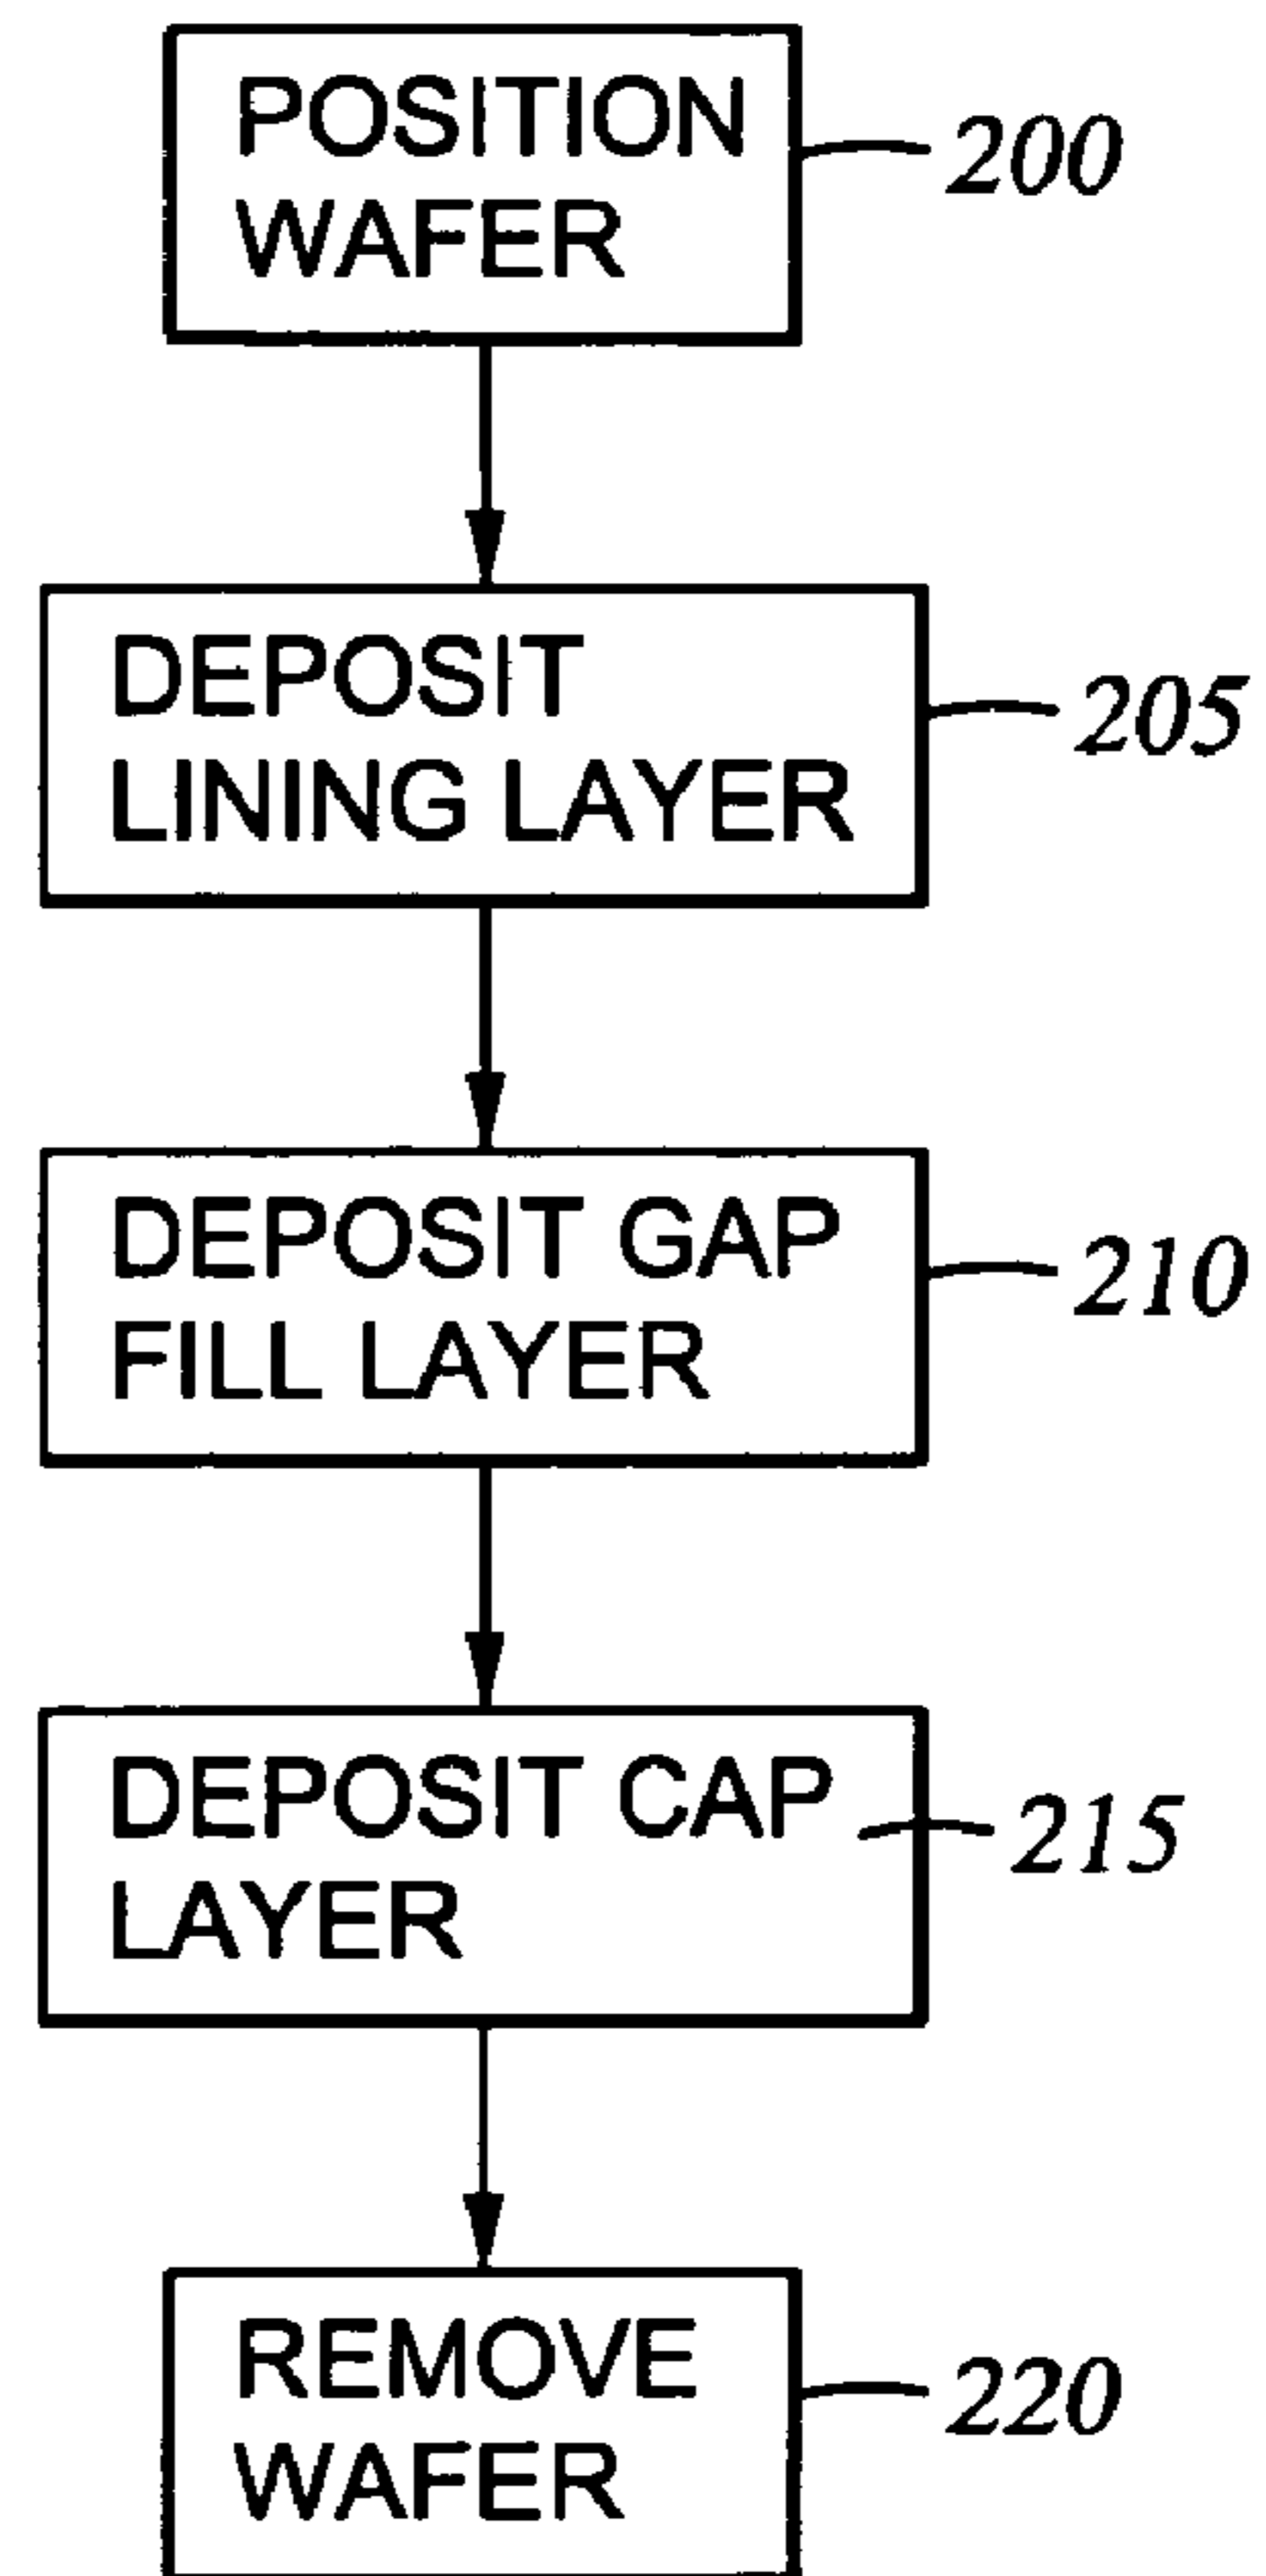 POSITION
WAFER
200
DEPOSIT
LINING LAYER
205
DEPOSIT GAP
FILL LAYER
210
DEPOSIT CAP
LAYER
215
REMOVE
WAFER
220